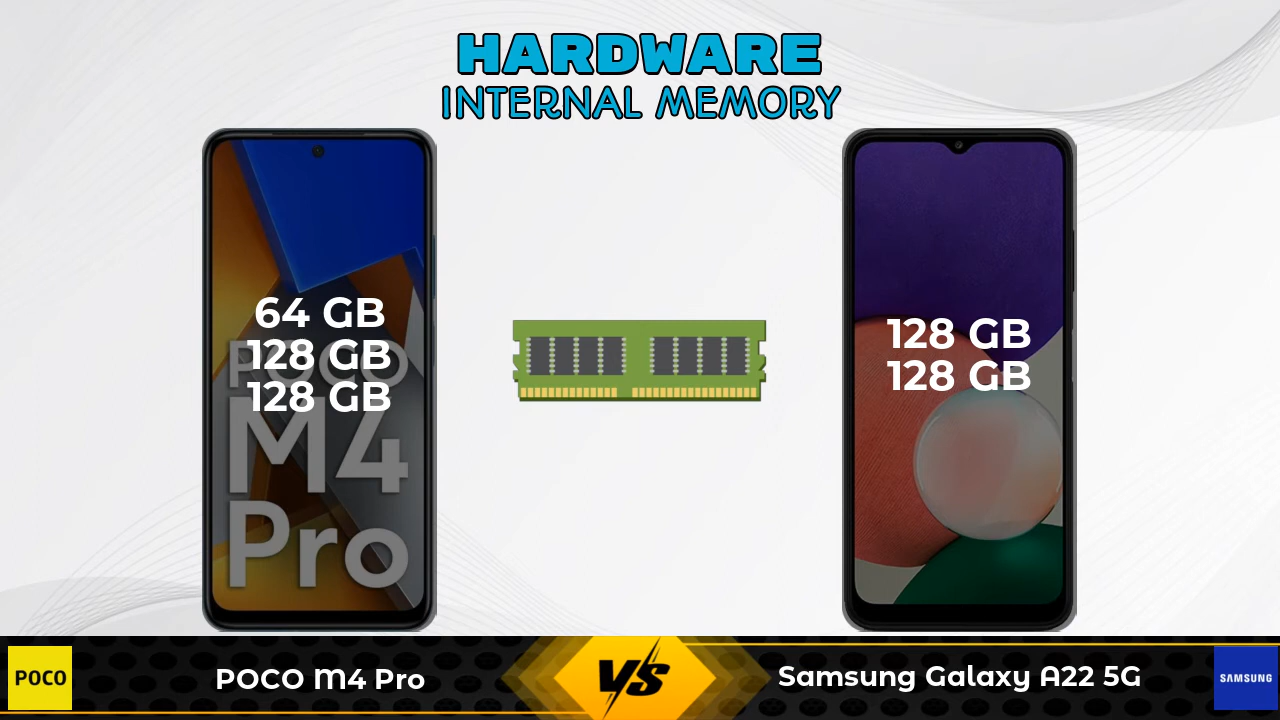 HARDWARE
INTERNAL MEMORY
64 GB
128 GB
128 GB
POCO
M4
Pro
128 GB
128 GB
POCO
POCO M4 Pro
VS
Samsung Galaxy A22 5G
SAMSUNG